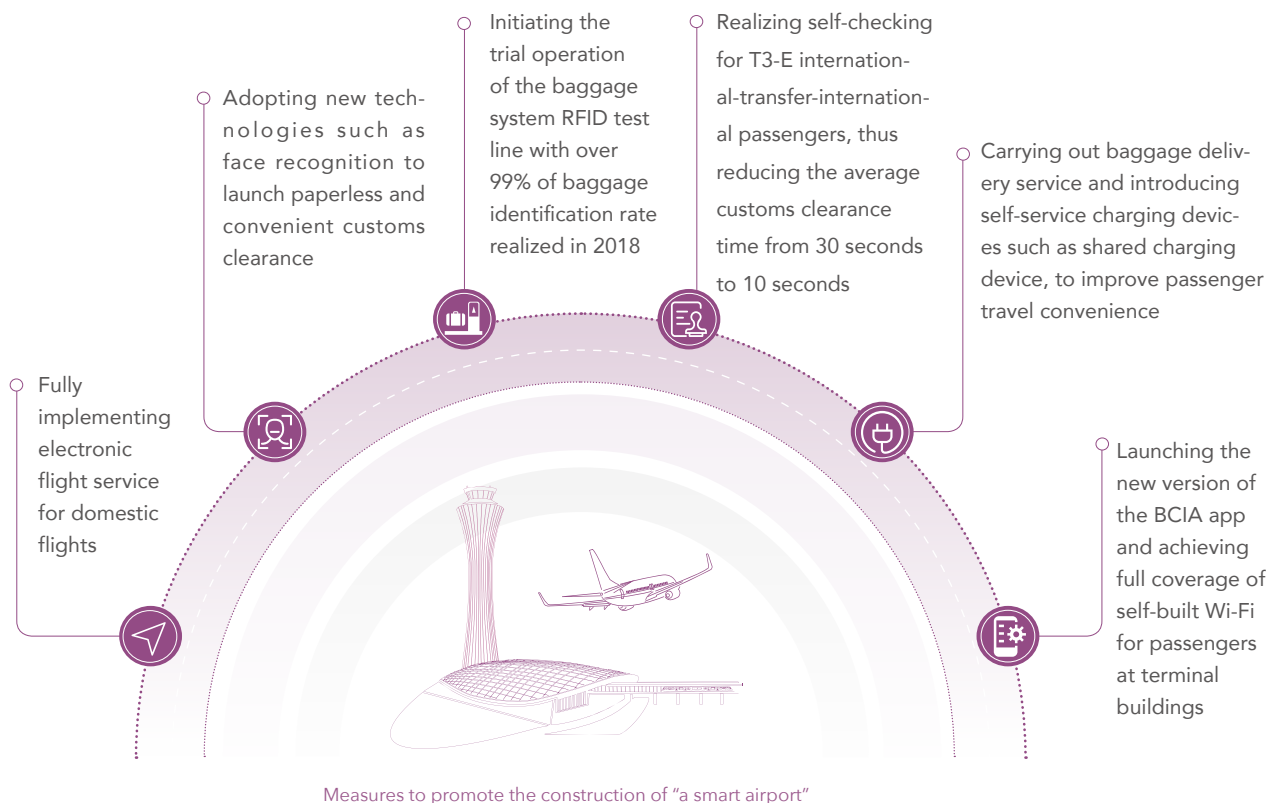 Fully
implementing
electronic
flight service
for domestic
flights
Adopting new tech-
nologies such as
face recognition to
launch paperless and
convenient customs
clearance
Initiating the
trial operation
of the baggage
system RFID test
line with over
99% of baggage
identification rate
realized in 2018
Realizing self-checking
for T3-E internation-
al-transfer-internation-
al passengers, thus
reducing the average
customs clearance
time from 30 seconds
to 10 seconds
Carrying out baggage deliv-
ery service and introducing
self-service charging devic-
es such as shared charging
device, to improve passenger
travel convenience
Launching the
new version of
the BCIA app
and achieving
full coverage of
self-built Wi-Fi
for passengers
at terminal
buildings
Measures to promote the construction of “a smart airport”